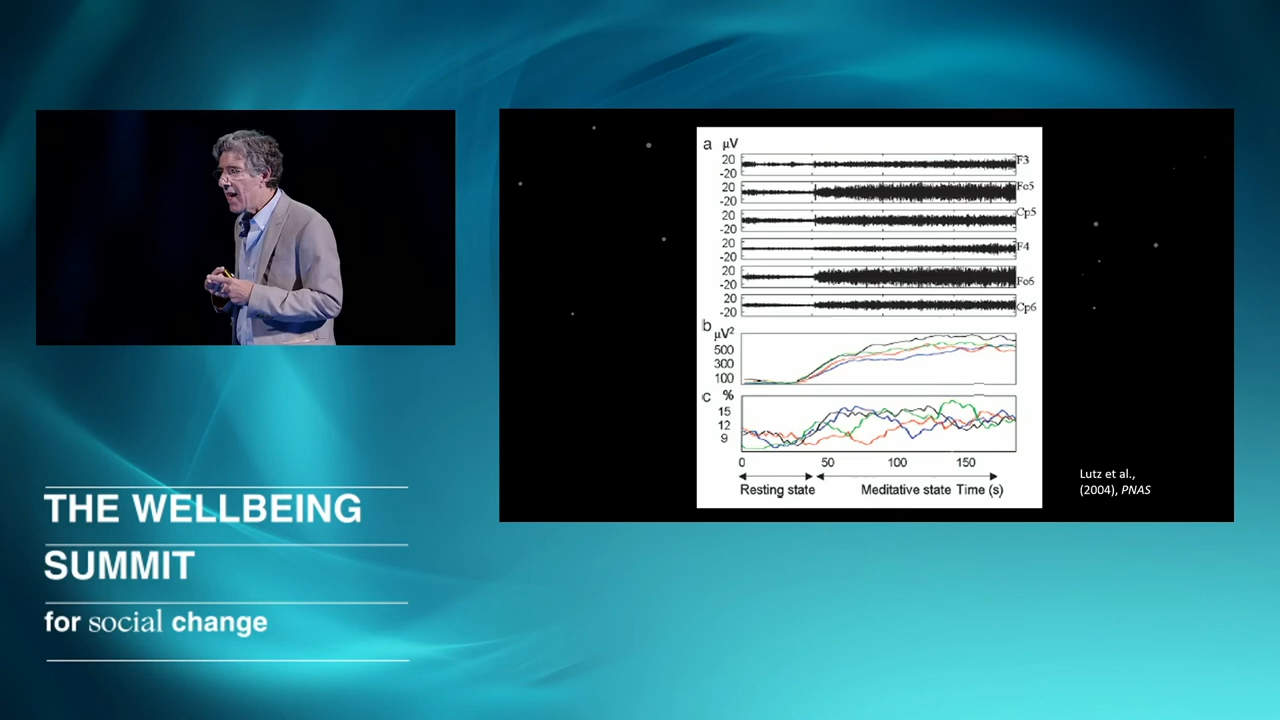 THE WELLBEING
SUMMIT
for social change
a μV
20
-20
F3
20
-20
Fc5
20
-20
Cp5
20
-20
F4
20
-20
Fc6
20
-20
Cp6
b μV²
500
300
100
c %
15
12
9
0 50 100 150
Resting state Meditative state Time (s)
Lutz et al.,
(2004), PNAS